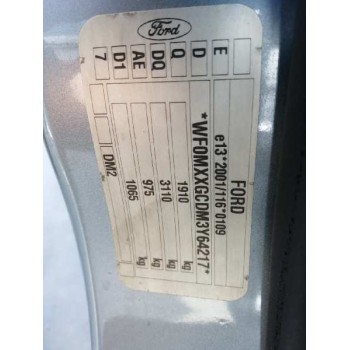 FORD
e13*2001/116*0109
*WF0MXXGCDM3Y64217*
1910 kg
3110 kg
975 kg
1065 kg
DM2
E
D
Q
DQ
AE
D1
7
Ford